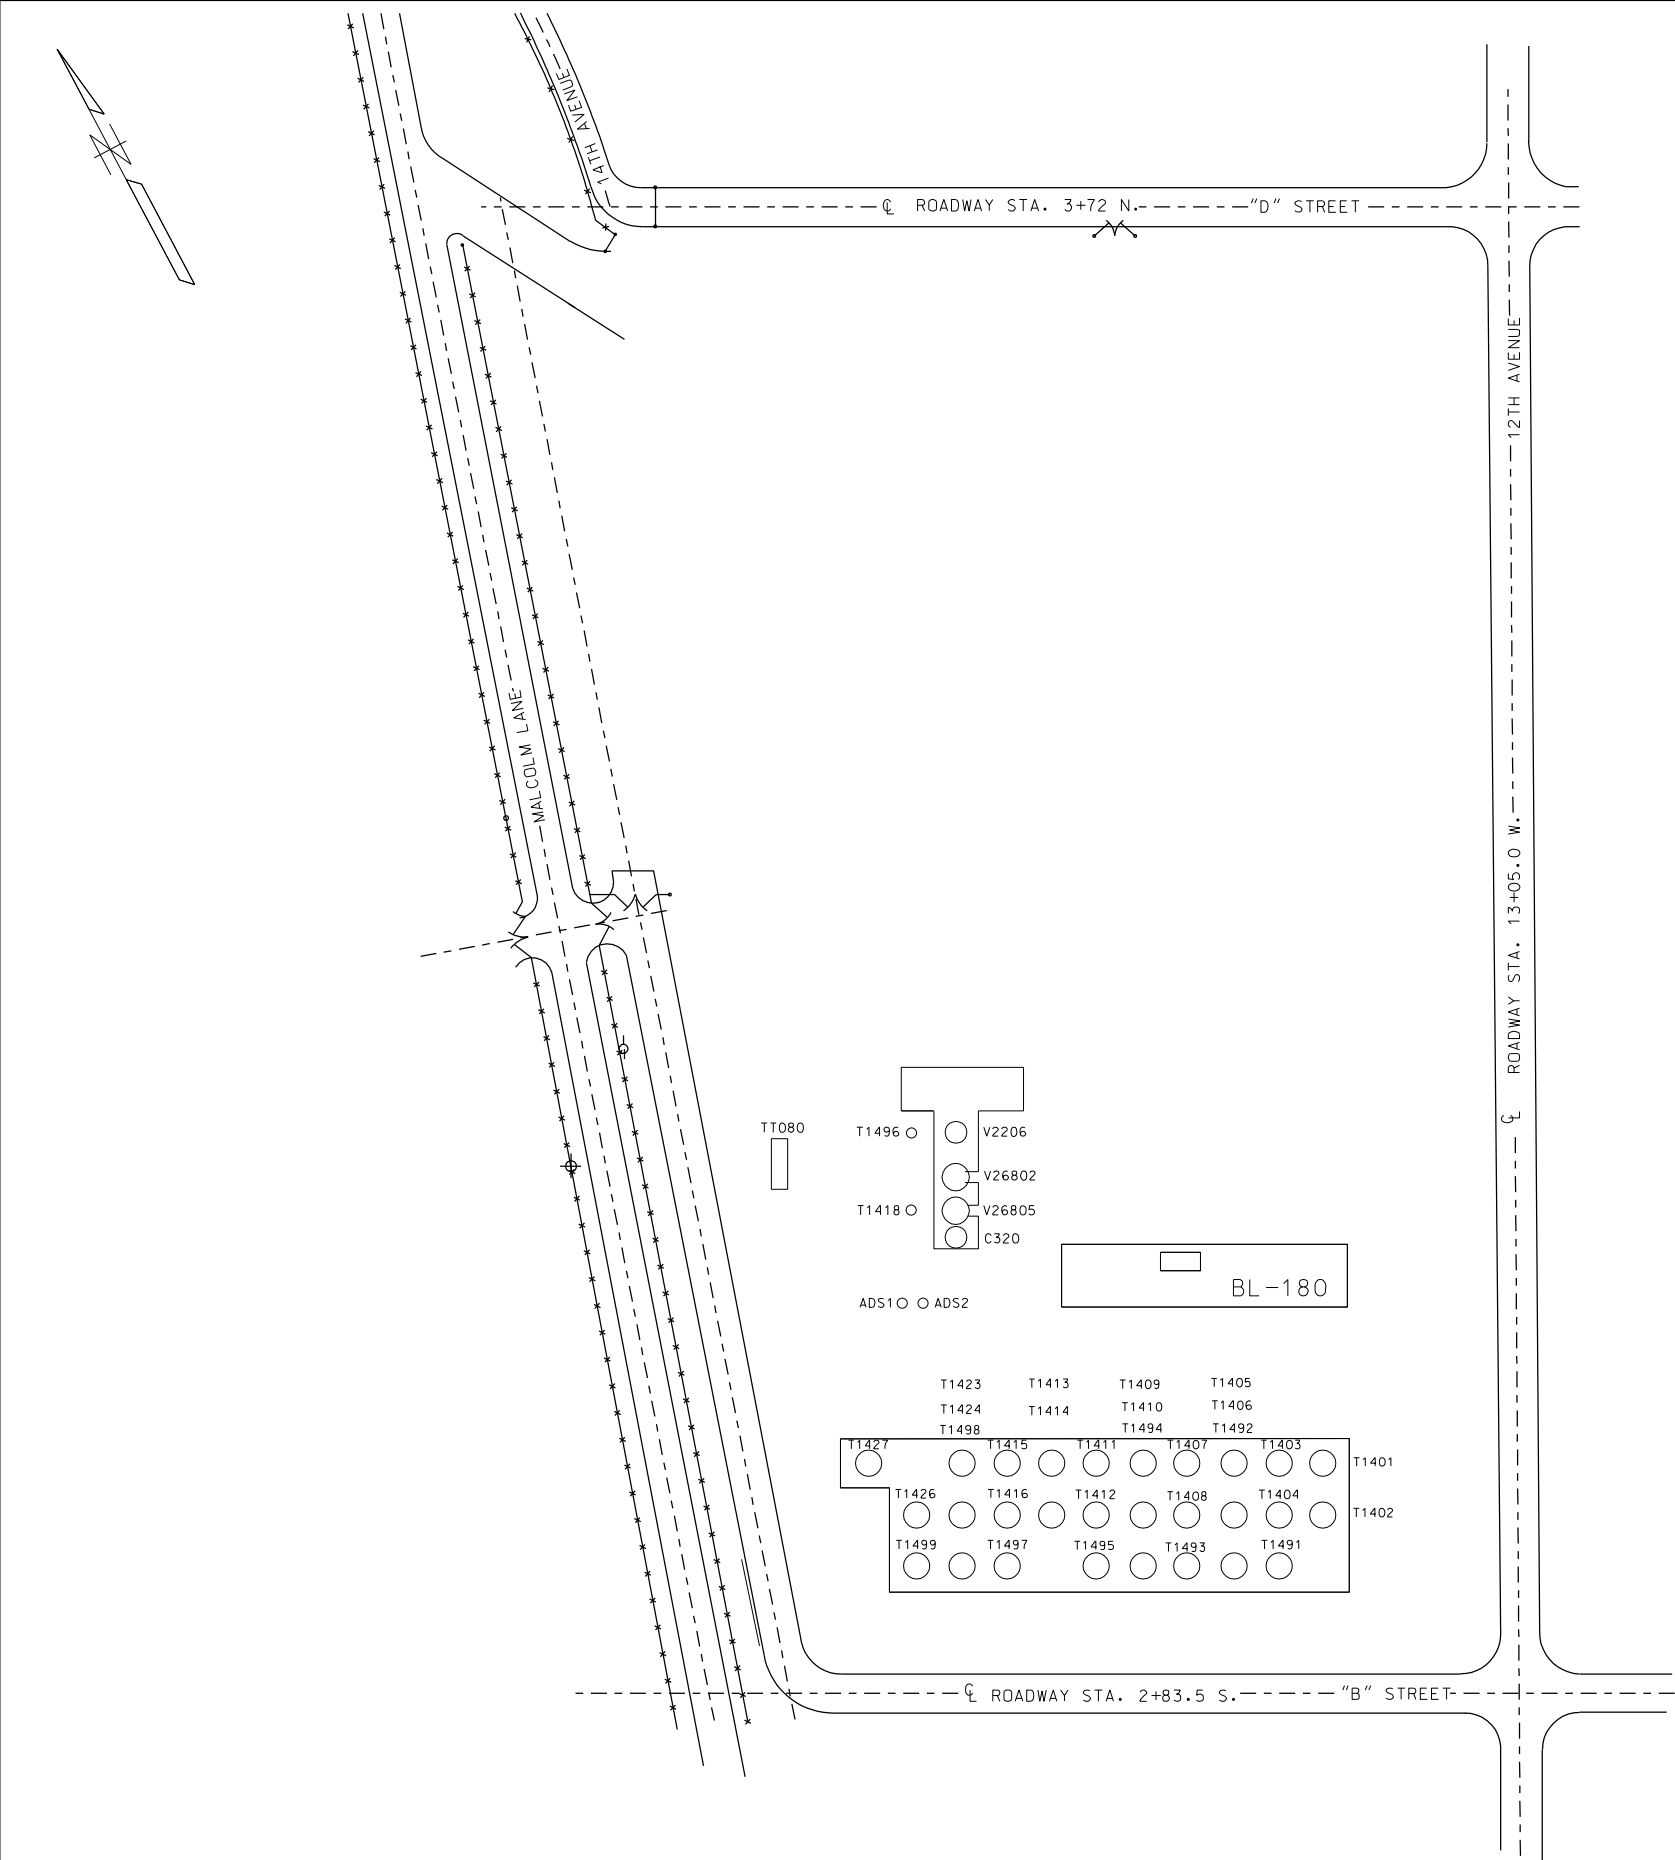 14TH AVENUE
℄ ROADWAY STA. 3+72 N. "D" STREET
12TH AVENUE
MALCOLM LANE
℄ ROADWAY STA. 13+05.0 W.
TT080
T1496
V2206
V26802
T1418
V26805
C320
BL-180
ADS1 ADS2
T1423 T1413 T1409 T1405
T1424 T1414 T1410 T1406
T1498 T1494 T1492
T1427 T1415 T1411 T1407 T1403
T1401
T1426 T1416 T1412 T1408 T1404
T1402
T1499 T1497 T1495 T1493 T1491
℄ ROADWAY STA. 2+83.5 S. "B" STREET